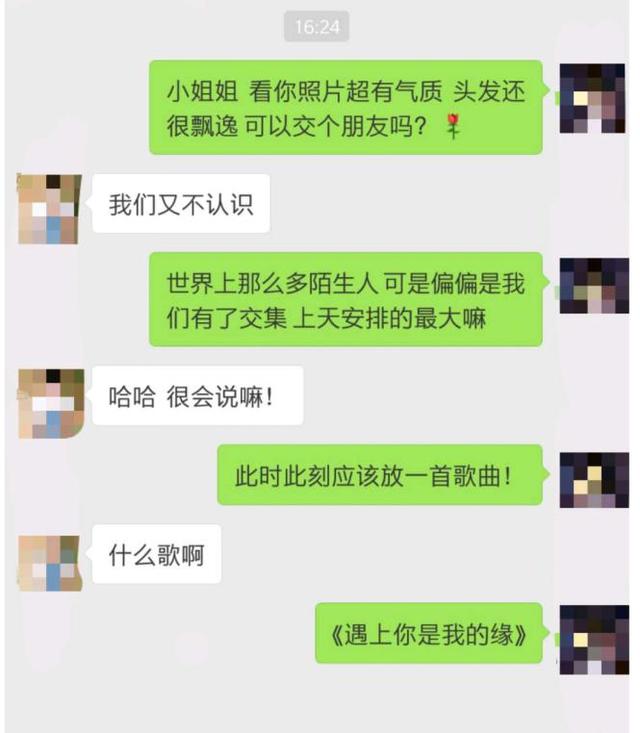 16:24
小姐姐 看你照片超有气质 头发还
很飘逸 可以交个朋友吗？🌹
我们又不认识
世界上那么多陌生人 可是偏偏是我
们有了交集 上天安排的最大嘛
哈哈 很会说嘛！
此时此刻应该放一首歌曲！
什么歌啊
《遇上你是我的缘》